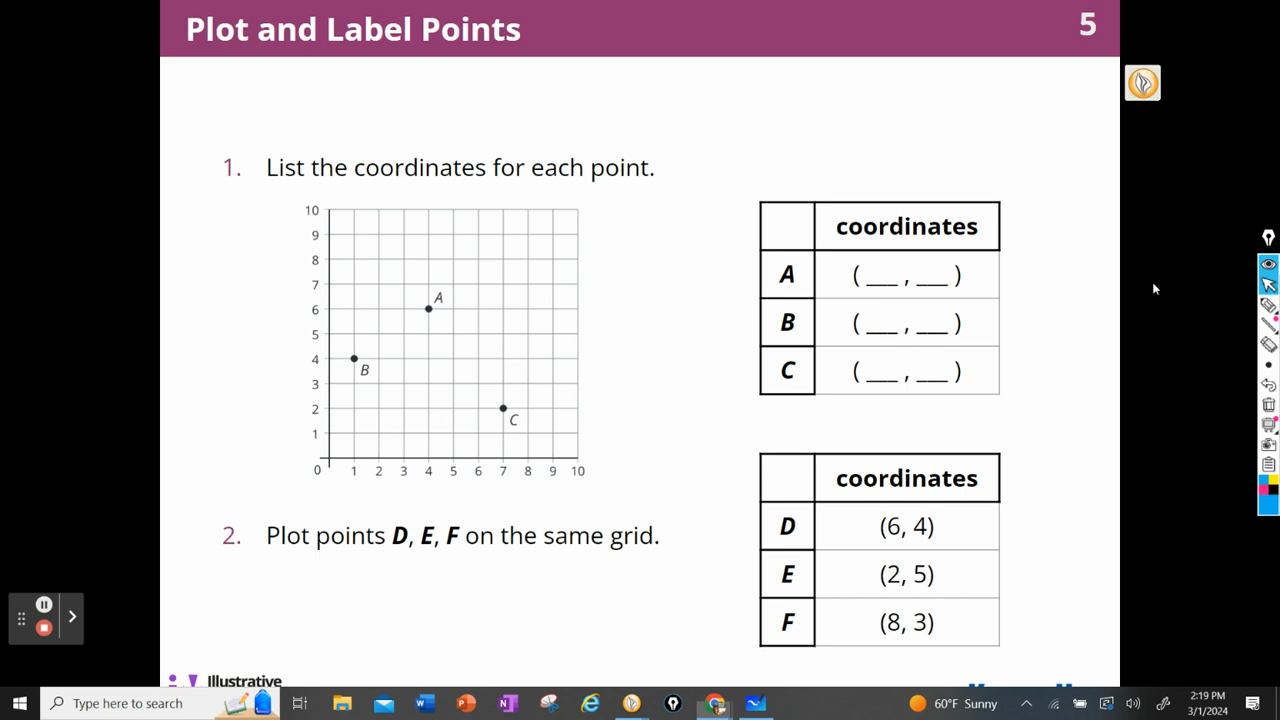 Plot and Label Points
5
1. List the coordinates for each point.
10
9
8
7
6
5
4
3
2
1
0 1 2 3 4 5 6 7 8 9 10
A
B
C
coordinates
A ( ___ , ___ )
B ( ___ , ___ )
C ( ___ , ___ )
2. Plot points D, E, F on the same grid.
coordinates
D (6, 4)
E (2, 5)
F (8, 3)
Illustrative
Type here to search
60°F Sunny
2:19 PM
3/1/2024